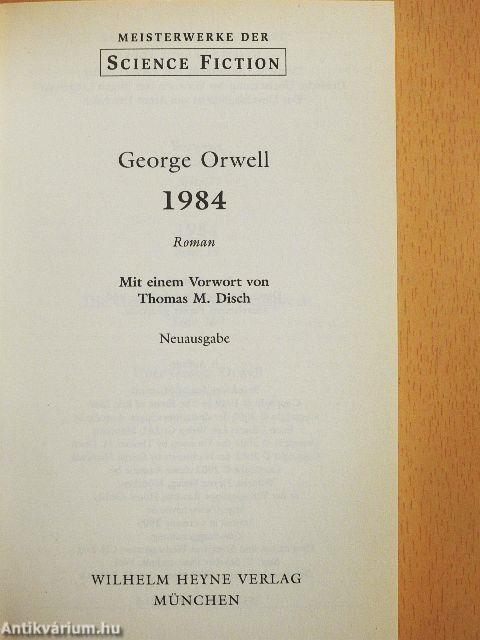 MEISTERWERKE DER
SCIENCE FICTION
George Orwell
1984
Roman
Mit einem Vorwort von
Thomas M. Disch
Neuausgabe
WILHELM HEYNE VERLAG
MÜNCHEN
Antikvárium.hu